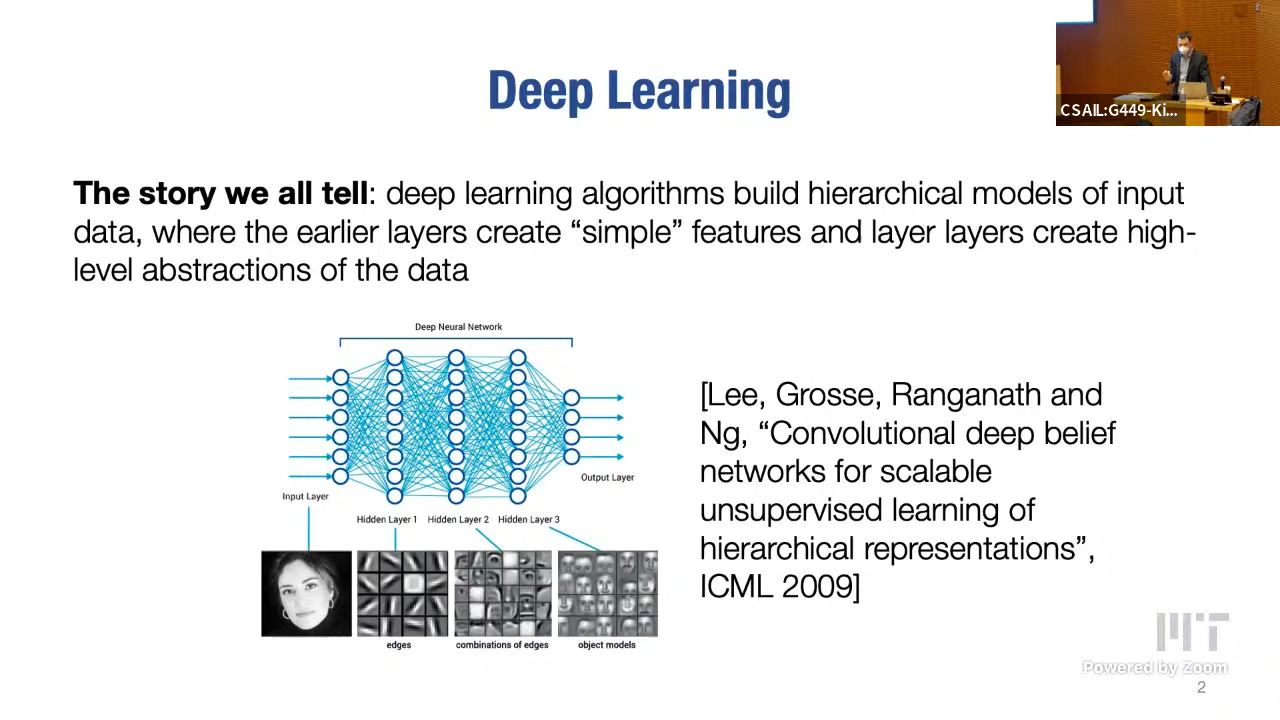 Deep Learning
CSAIL:G449-Ki...
The story we all tell: deep learning algorithms build hierarchical models of input
data, where the earlier layers create “simple” features and layer layers create high-
level abstractions of the data
Deep Neural Network
Input Layer
Hidden Layer 1 Hidden Layer 2 Hidden Layer 3
Output Layer
edges
combinations of edges
object models
[Lee, Grosse, Ranganath and
Ng, “Convolutional deep belief
networks for scalable
unsupervised learning of
hierarchical representations”,
ICML 2009]
MIT
Powered by Zoom
2